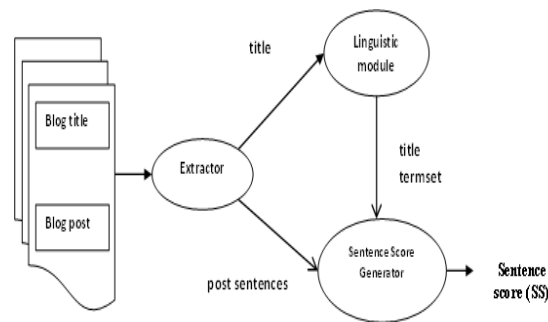 Blog title
Blog post
Extractor
title
Linguistic
module
title
termset
post sentences
Sentence Score
Generator
Sentence
score (SS)